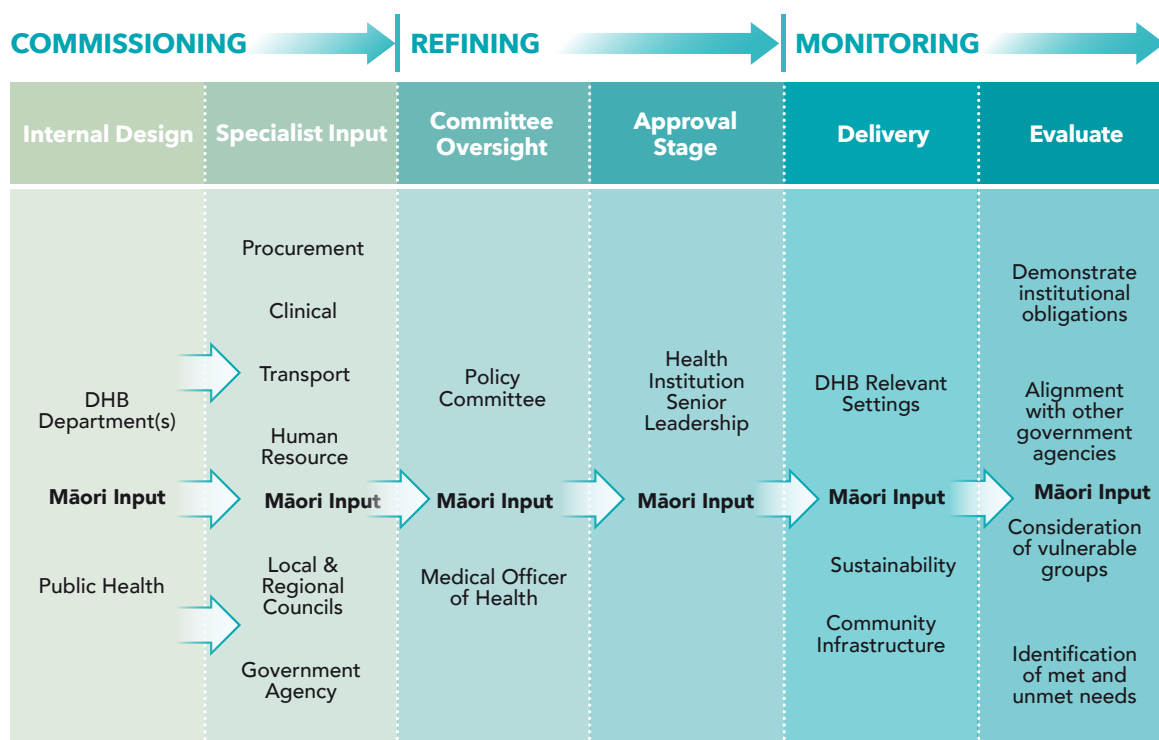 COMMISSIONING
REFINING
MONITORING
Internal Design
Specialist Input
Committee
Oversight
Approval
Stage
Delivery
Evaluate
DHB
Department(s)
Māori Input
Public Health
Procurement
Clinical
Transport
Human
Resource
Māori Input
Local &
Regional
Councils
Government
Agency
Policy
Committee
Māori Input
Medical Officer
of Health
Health
Institution
Senior
Leadership
Māori Input
DHB Relevant
Settings
Māori Input
Sustainability
Community
Infrastructure
Demonstrate
institutional
obligations
Alignment
with other
government
agencies
Māori Input
Consideration
of vulnerable
groups
Identification
of met and
unmet needs